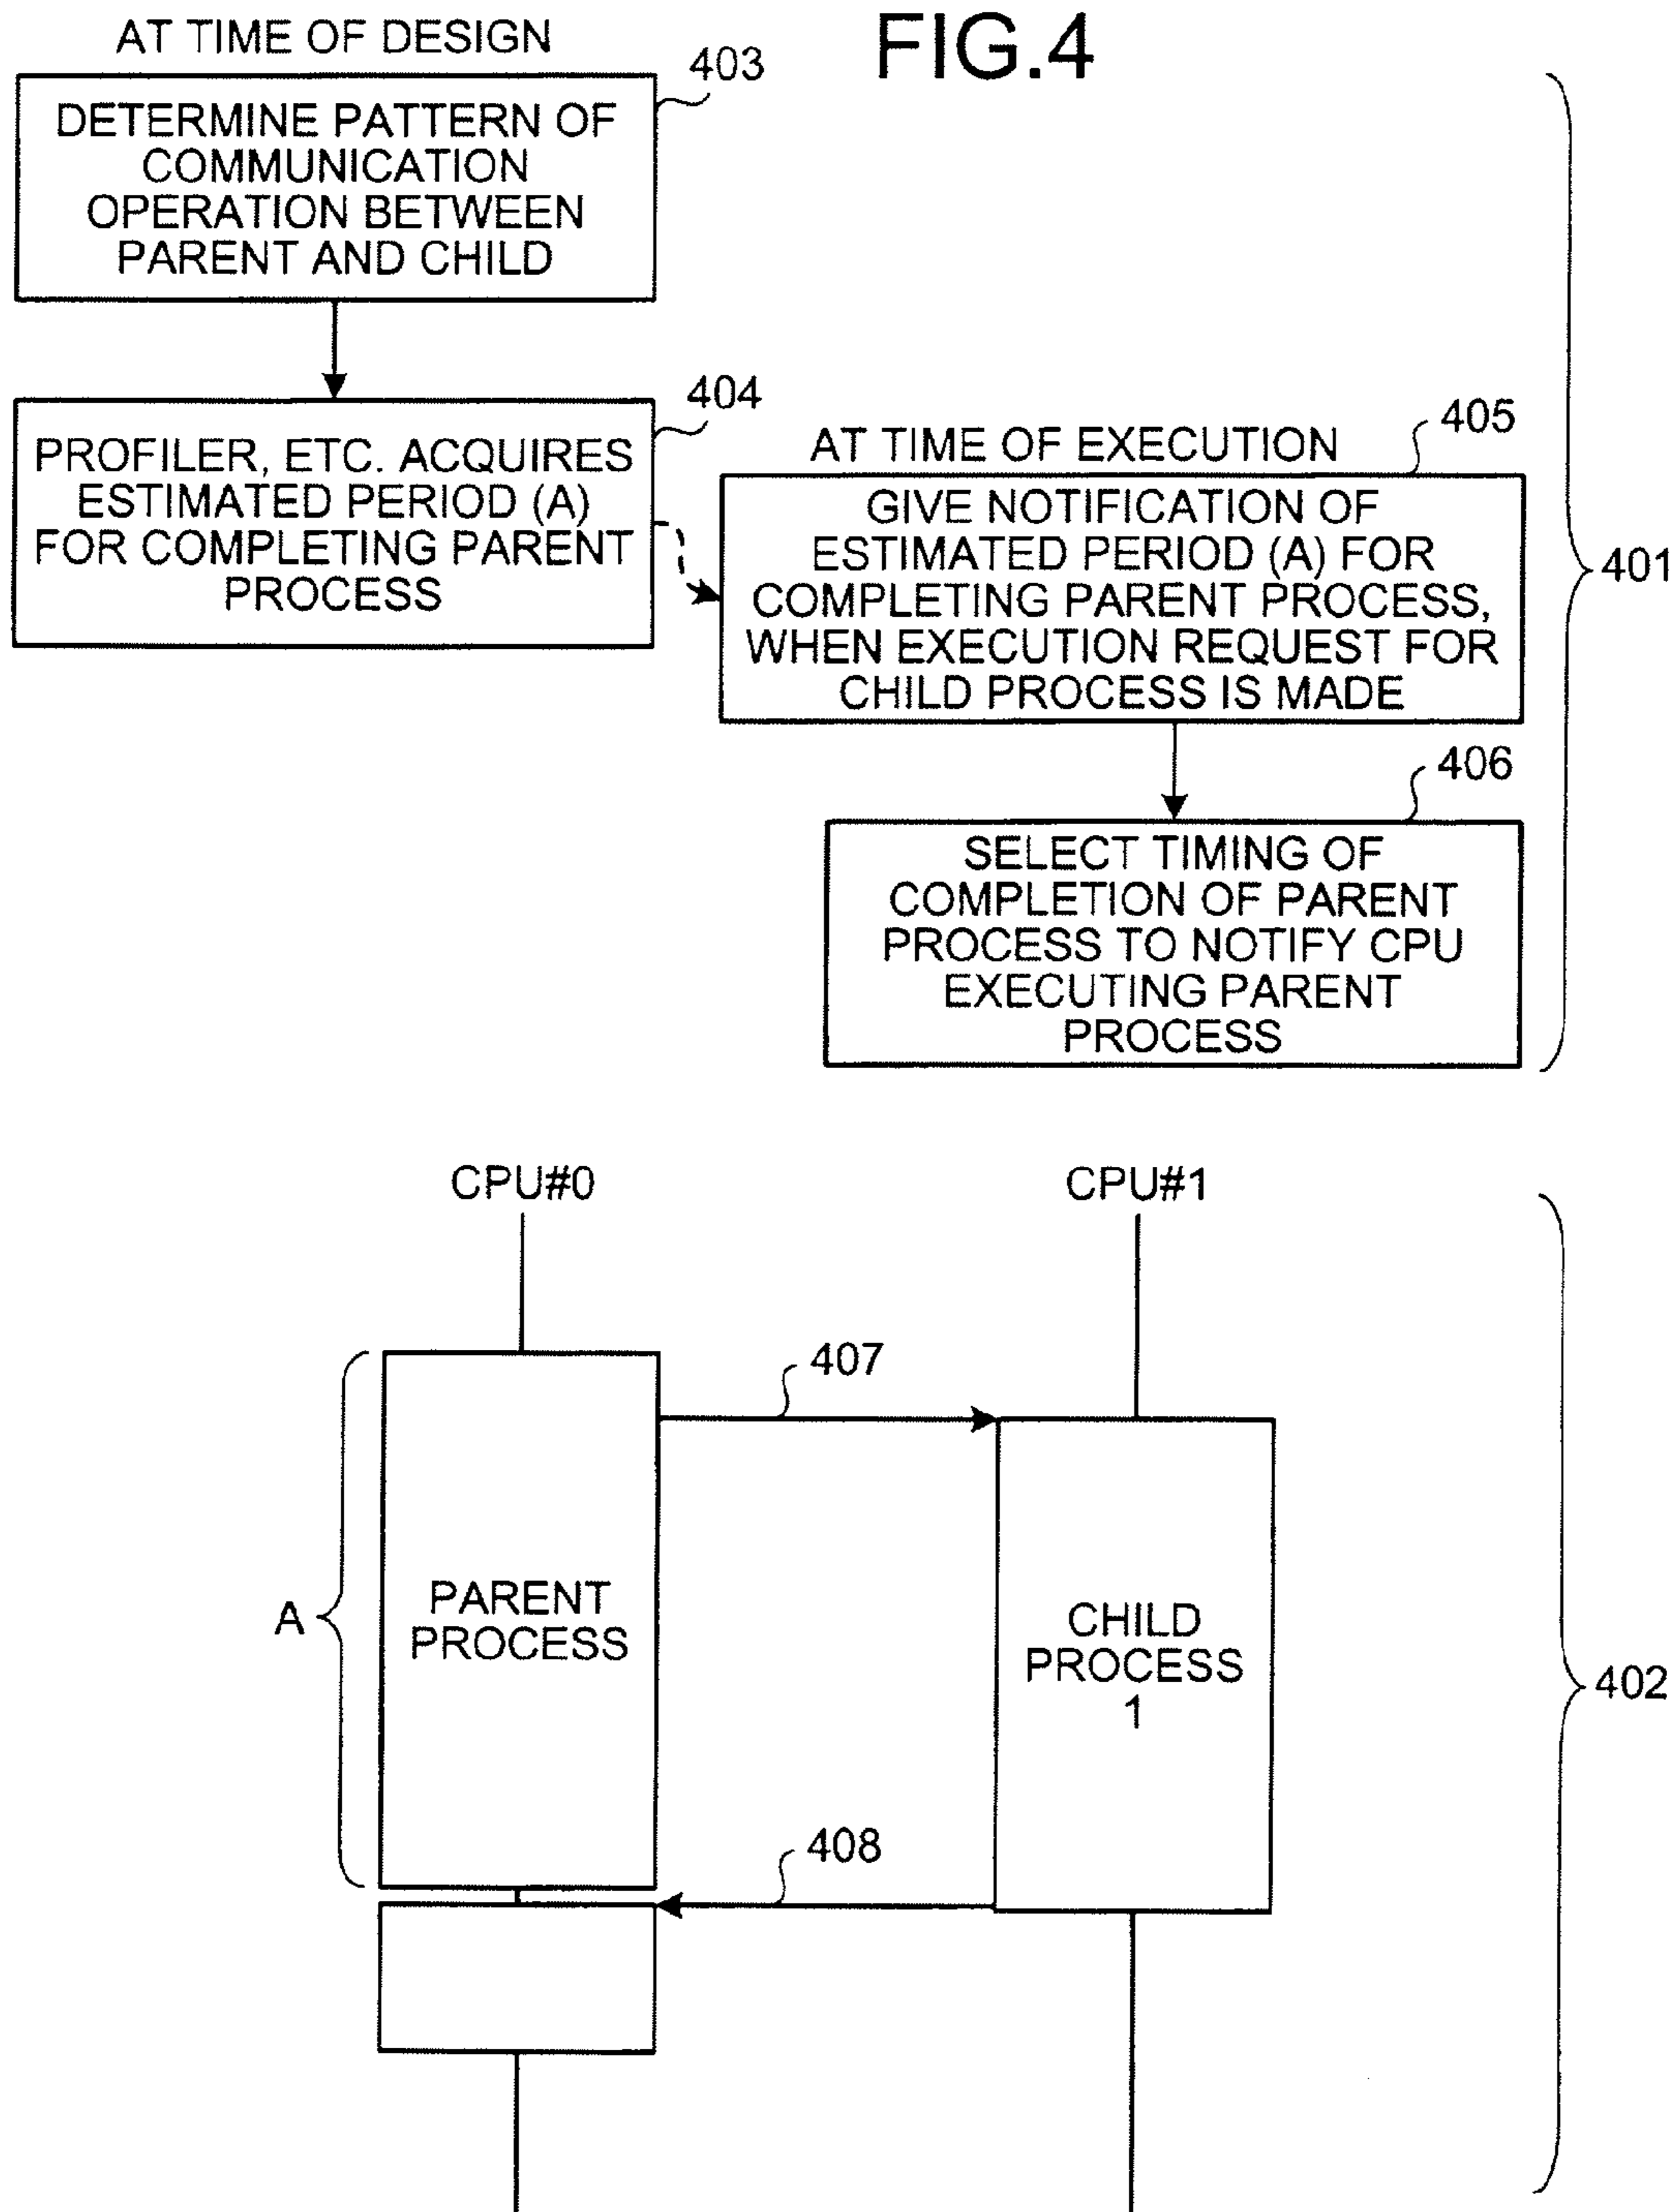 FIG.4
AT TIME OF DESIGN
403
DETERMINE PATTERN OF
COMMUNICATION
OPERATION BETWEEN
PARENT AND CHILD
404
PROFILER, ETC. ACQUIRES
ESTIMATED PERIOD (A)
FOR COMPLETING PARENT
PROCESS
AT TIME OF EXECUTION
405
GIVE NOTIFICATION OF
ESTIMATED PERIOD (A) FOR
COMPLETING PARENT PROCESS,
WHEN EXECUTION REQUEST FOR
CHILD PROCESS IS MADE
401
406
SELECT TIMING OF
COMPLETION OF PARENT
PROCESS TO NOTIFY CPU
EXECUTING PARENT
PROCESS
CPU#0
CPU#1
407
A
PARENT
PROCESS
CHILD
PROCESS
1
402
408